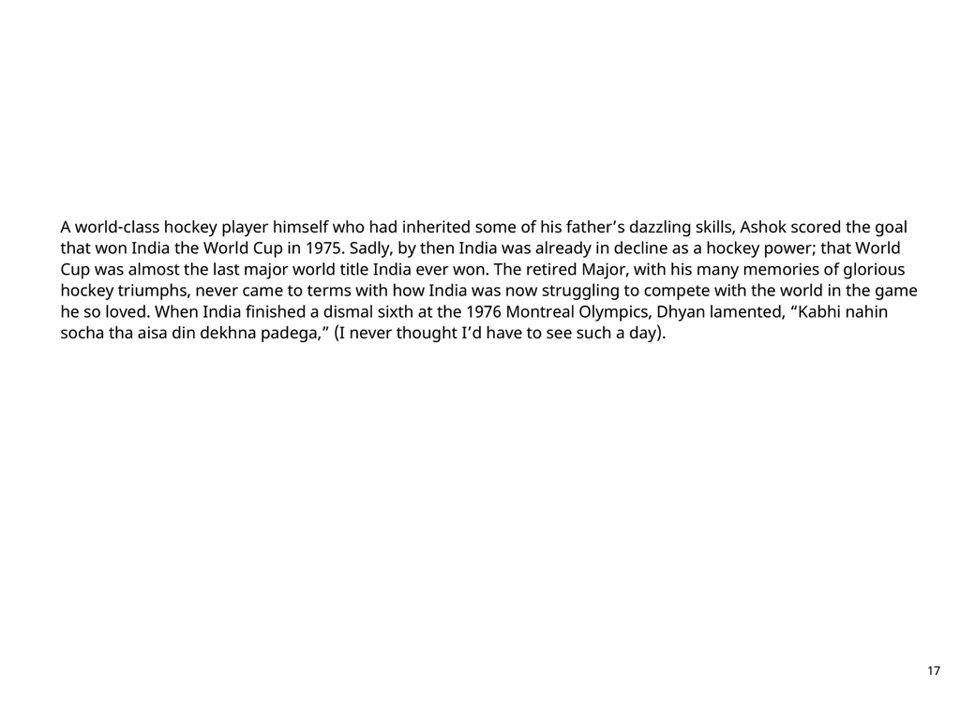 A world-class hockey player himself who had inherited some of his father’s dazzling skills, Ashok scored the goal
that won India the World Cup in 1975. Sadly, by then India was already in decline as a hockey power; that World
Cup was almost the last major world title India ever won. The retired Major, with his many memories of glorious
hockey triumphs, never came to terms with how India was now struggling to compete with the world in the game
he so loved. When India finished a dismal sixth at the 1976 Montreal Olympics, Dhyan lamented, “Kabhi nahin
socha tha aisa din dekhna padega,” (I never thought I’d have to see such a day).
17